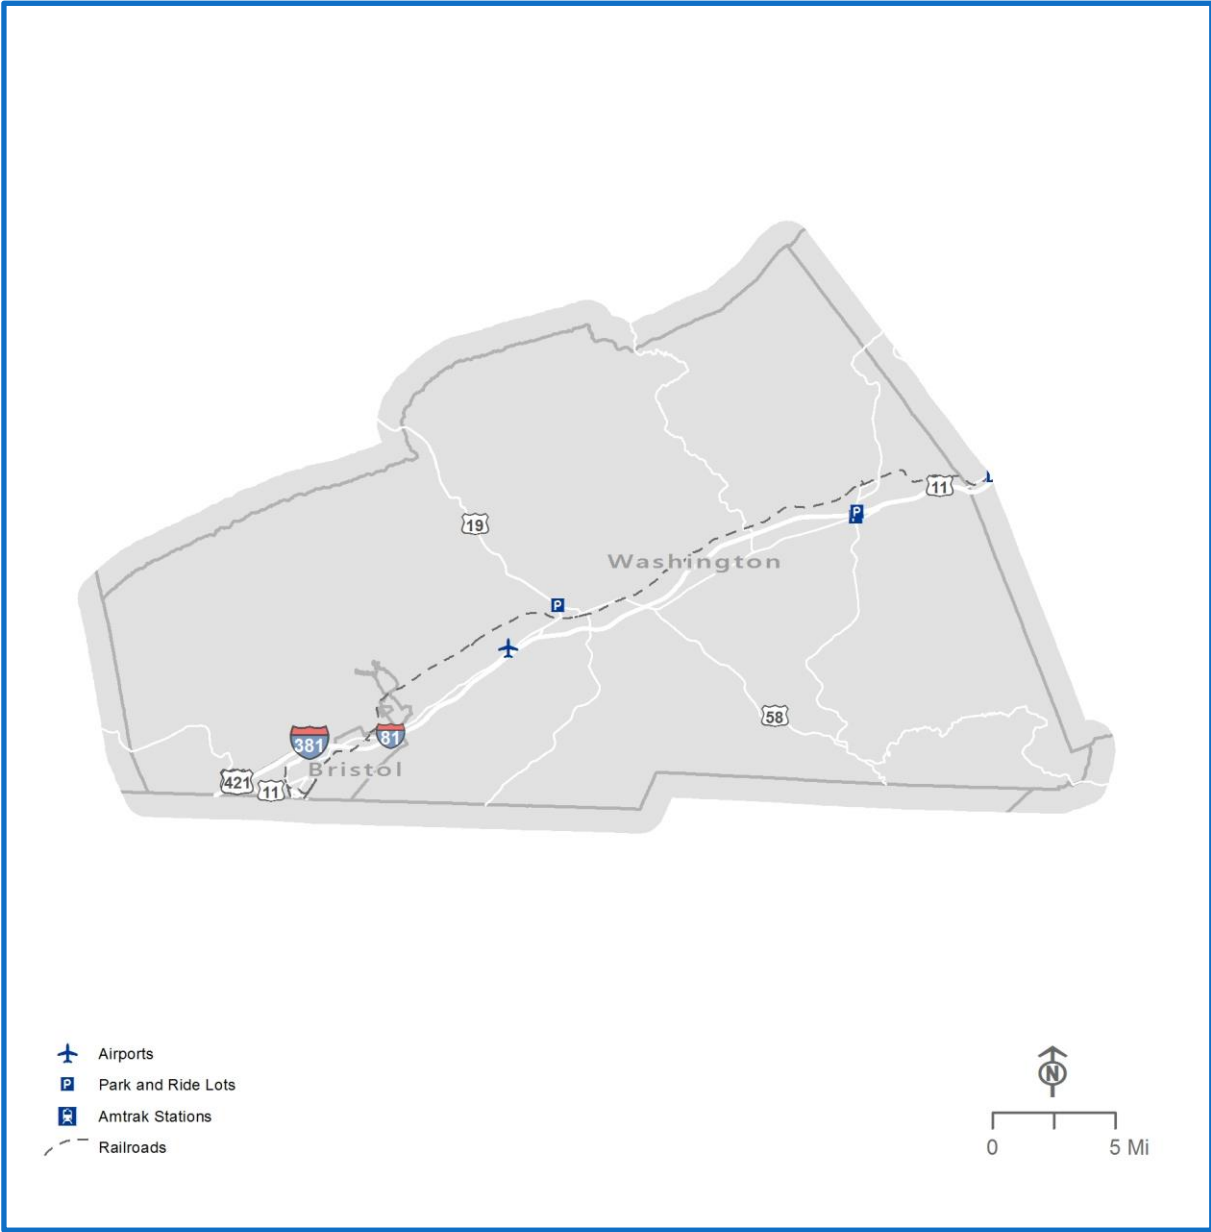 11
P
19
Washington
P
58
381
81
Bristol
421
11
Airports
P Park and Ride Lots
Amtrak Stations
Railroads
N
0 5 Mi